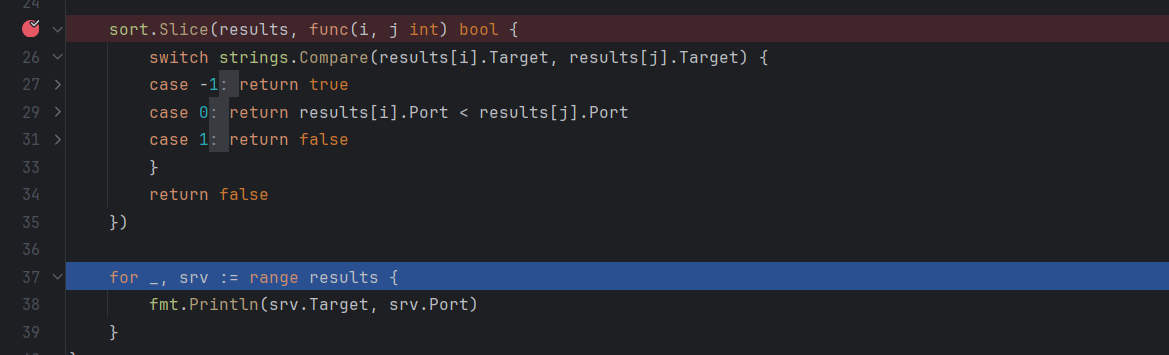 24
sort.Slice(results, func(i, j int) bool {
26 switch strings.Compare(results[i].Target, results[j].Target) {
27 case -1: return true
29 case 0: return results[i].Port < results[j].Port
31 case 1: return false
33 }
34 return false
35 })
36
37 for _, srv := range results {
38 fmt.Println(srv.Target, srv.Port)
39 }
}